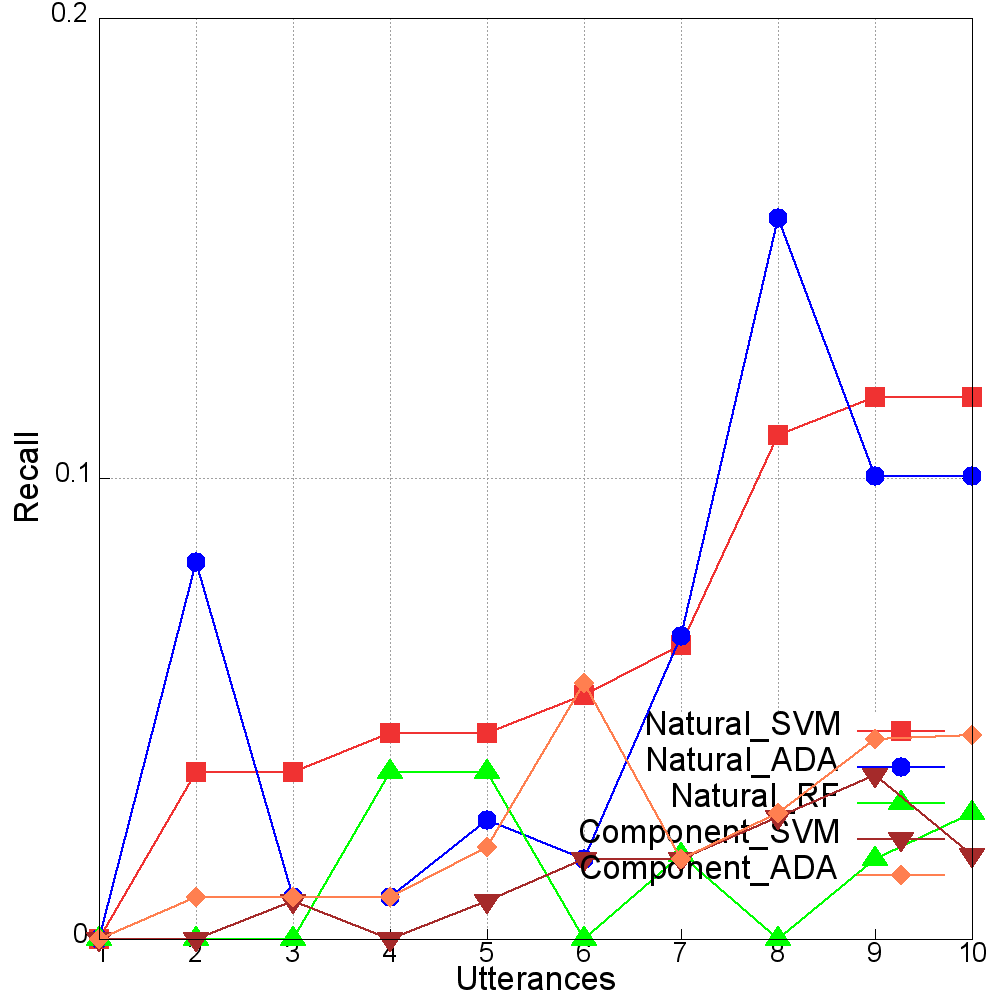 0.2
0.1
0
Recall
Natural_SVM
Natural_ADA
Natural_RF
Component_SVM
Component_ADA
1 2 3 4 5 6 7 8 9 10
Utterances